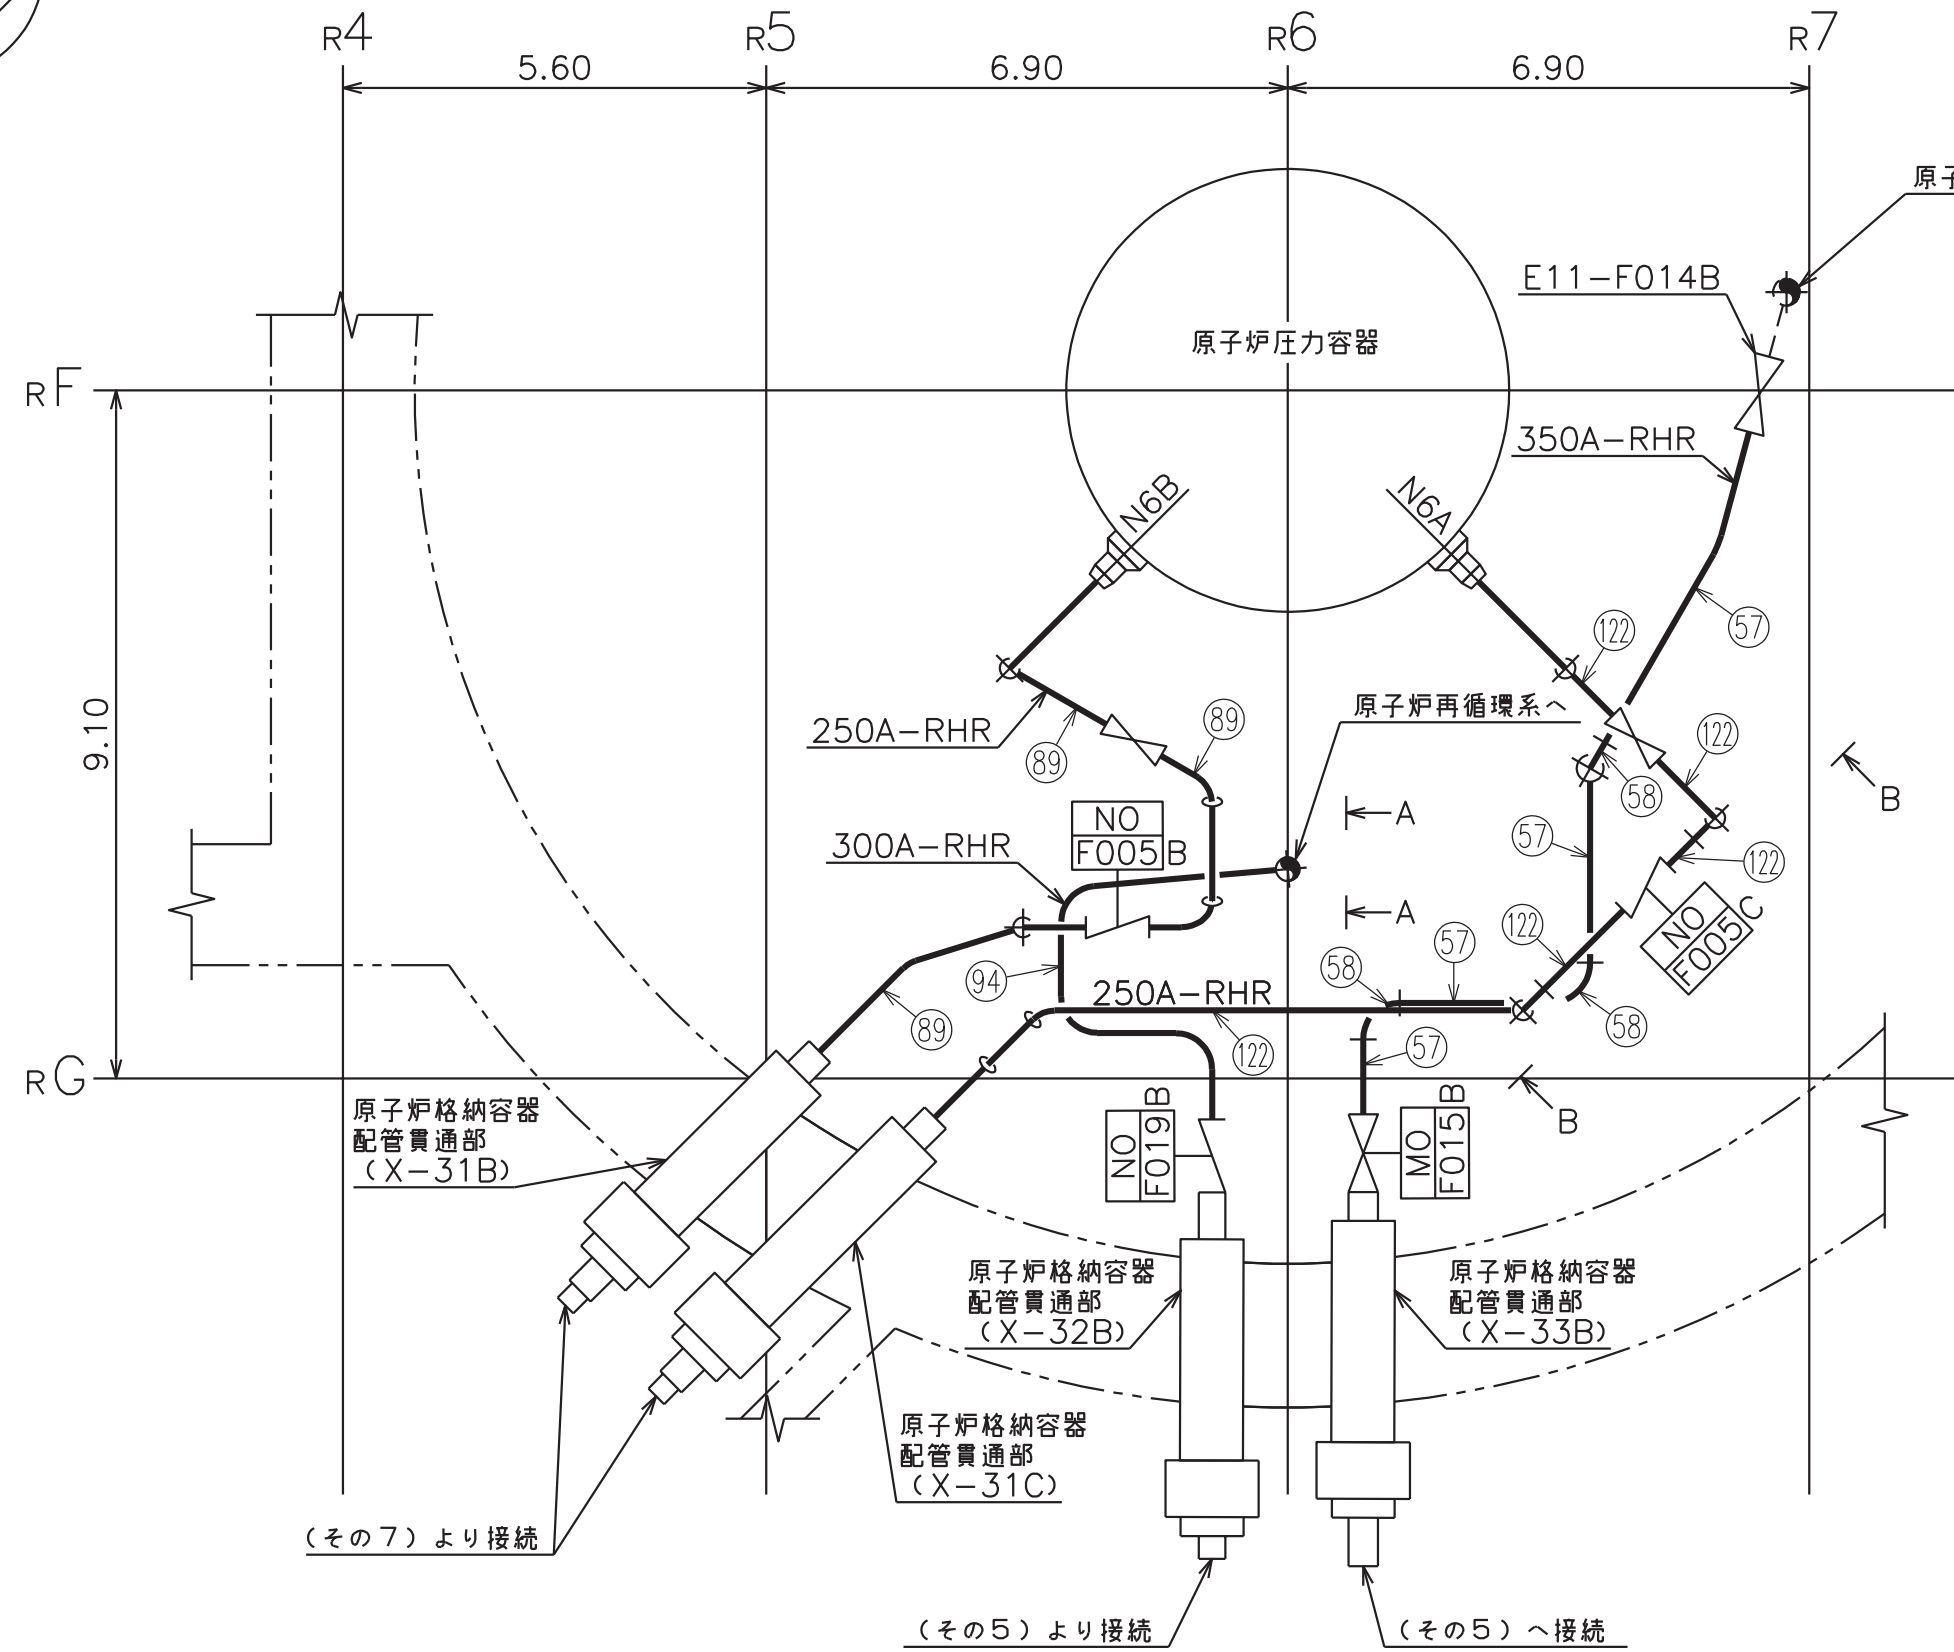 R4
R5
R6
R7
5.60
6.90
6.90
原子
E11-F014B
原子炉圧力容器
RF
350A-RHR
N6B
N6A
122
57
原子炉再循環系へ
250A-RHR
89
89
122
58
9.10
NO
F005B
A
B
300A-RHR
57
122
NO
F005C
A
122
94
58
57
250A-RHR
89
122
57
58
RG
原子炉格納容器
配管貫通部
(X-31B)
NO
F019B
MO
F015B
B
原子炉格納容器
配管貫通部
(X-32B)
原子炉格納容器
配管貫通部
(X-33B)
原子炉格納容器
配管貫通部
(X-31C)
(その7)より接続
(その5)より接続
(その5)へ接続